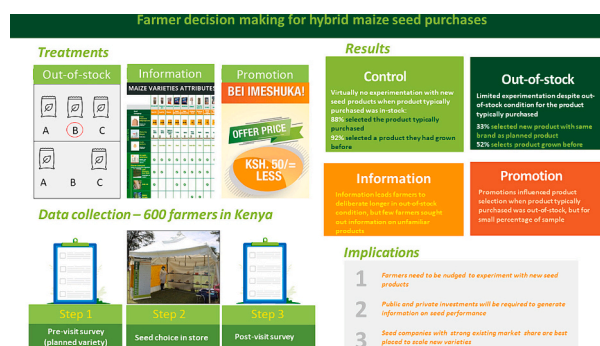 Farmer decision making for hybrid maize seed purchases
Treatments
Out-of-stock
A B C
A B C
Information
MAIZE VARIETIES ATTRIBUTES
Promotion
BEI IMESHUKA!
OFFER PRICE
KSH. 50/=
LESS
Data collection – 600 farmers in Kenya
Step 1
Pre-visit survey
(planned variety)
Step 2
Seed choice in store
Step 3
Post-visit survey
Results
Control
Virtually no experimentation with new
seed products when product typically
purchased was in-stock:
88% selected the product typically
purchased
92% selected a product they had grown
before
Out-of-stock
Limited experimentation despite out-
of-stock condition for the product
typically purchased
33% selected new product with same
brand as planned product
52% selects product grown before
Information
Information leads farmers to
deliberate longer in out-of-stock
condition, but few farmers sought
out information on unfamiliar
products
Promotion
Promotions influenced product
selection when product typically
purchased was out-of-stock, but for
small percentage of sample
Implications
1 Farmers need to be nudged to experiment with new seed
products
2 Public and private investments will be required to generate
information on seed performance
3 Seed companies with strong existing market share are best
placed to scale new varieties